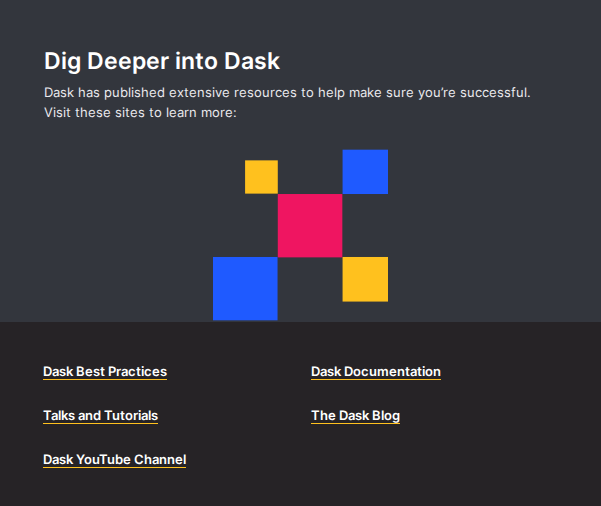 Dig Deeper into Dask
Dask has published extensive resources to help make sure you're successful.
Visit these sites to learn more:
Dask Best Practices
Dask Documentation
Talks and Tutorials
The Dask Blog
Dask YouTube Channel